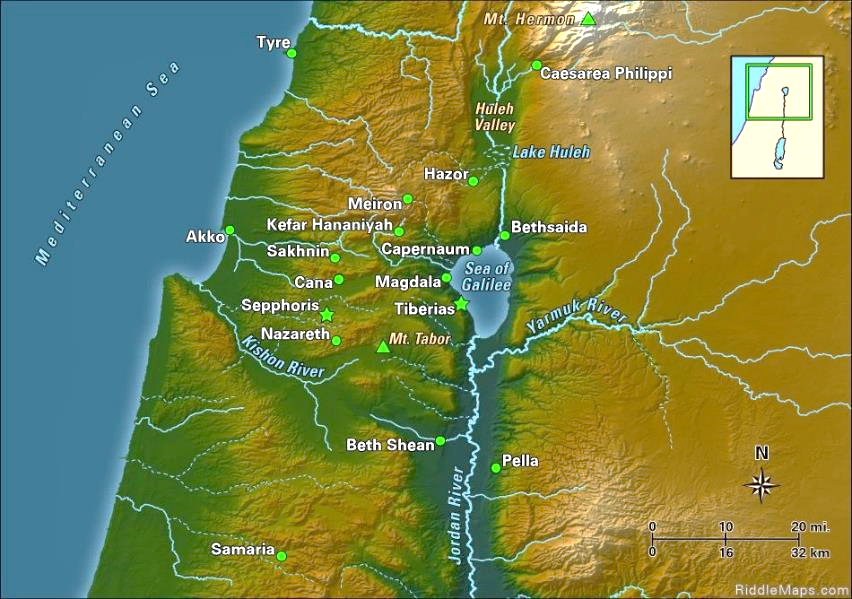 Mt. Hermon
Tyre
Caesarea Philippi
Mediterranean Sea
Huleh
Valley
Lake Huleh
Hazor
Meiron
Kefar Hananiyah
Bethsaida
Akko
Capernaum
Sakhnin
Sea of
Galilee
Cana
Magdala
Sepphoris
Tiberias
Yarmuk River
Nazareth
Mt. Tabor
Kishon River
Beth Shean
Pella
N
Jordan River
0 10 20 mi.
0 16 32 km
Samaria
RiddleMaps.com